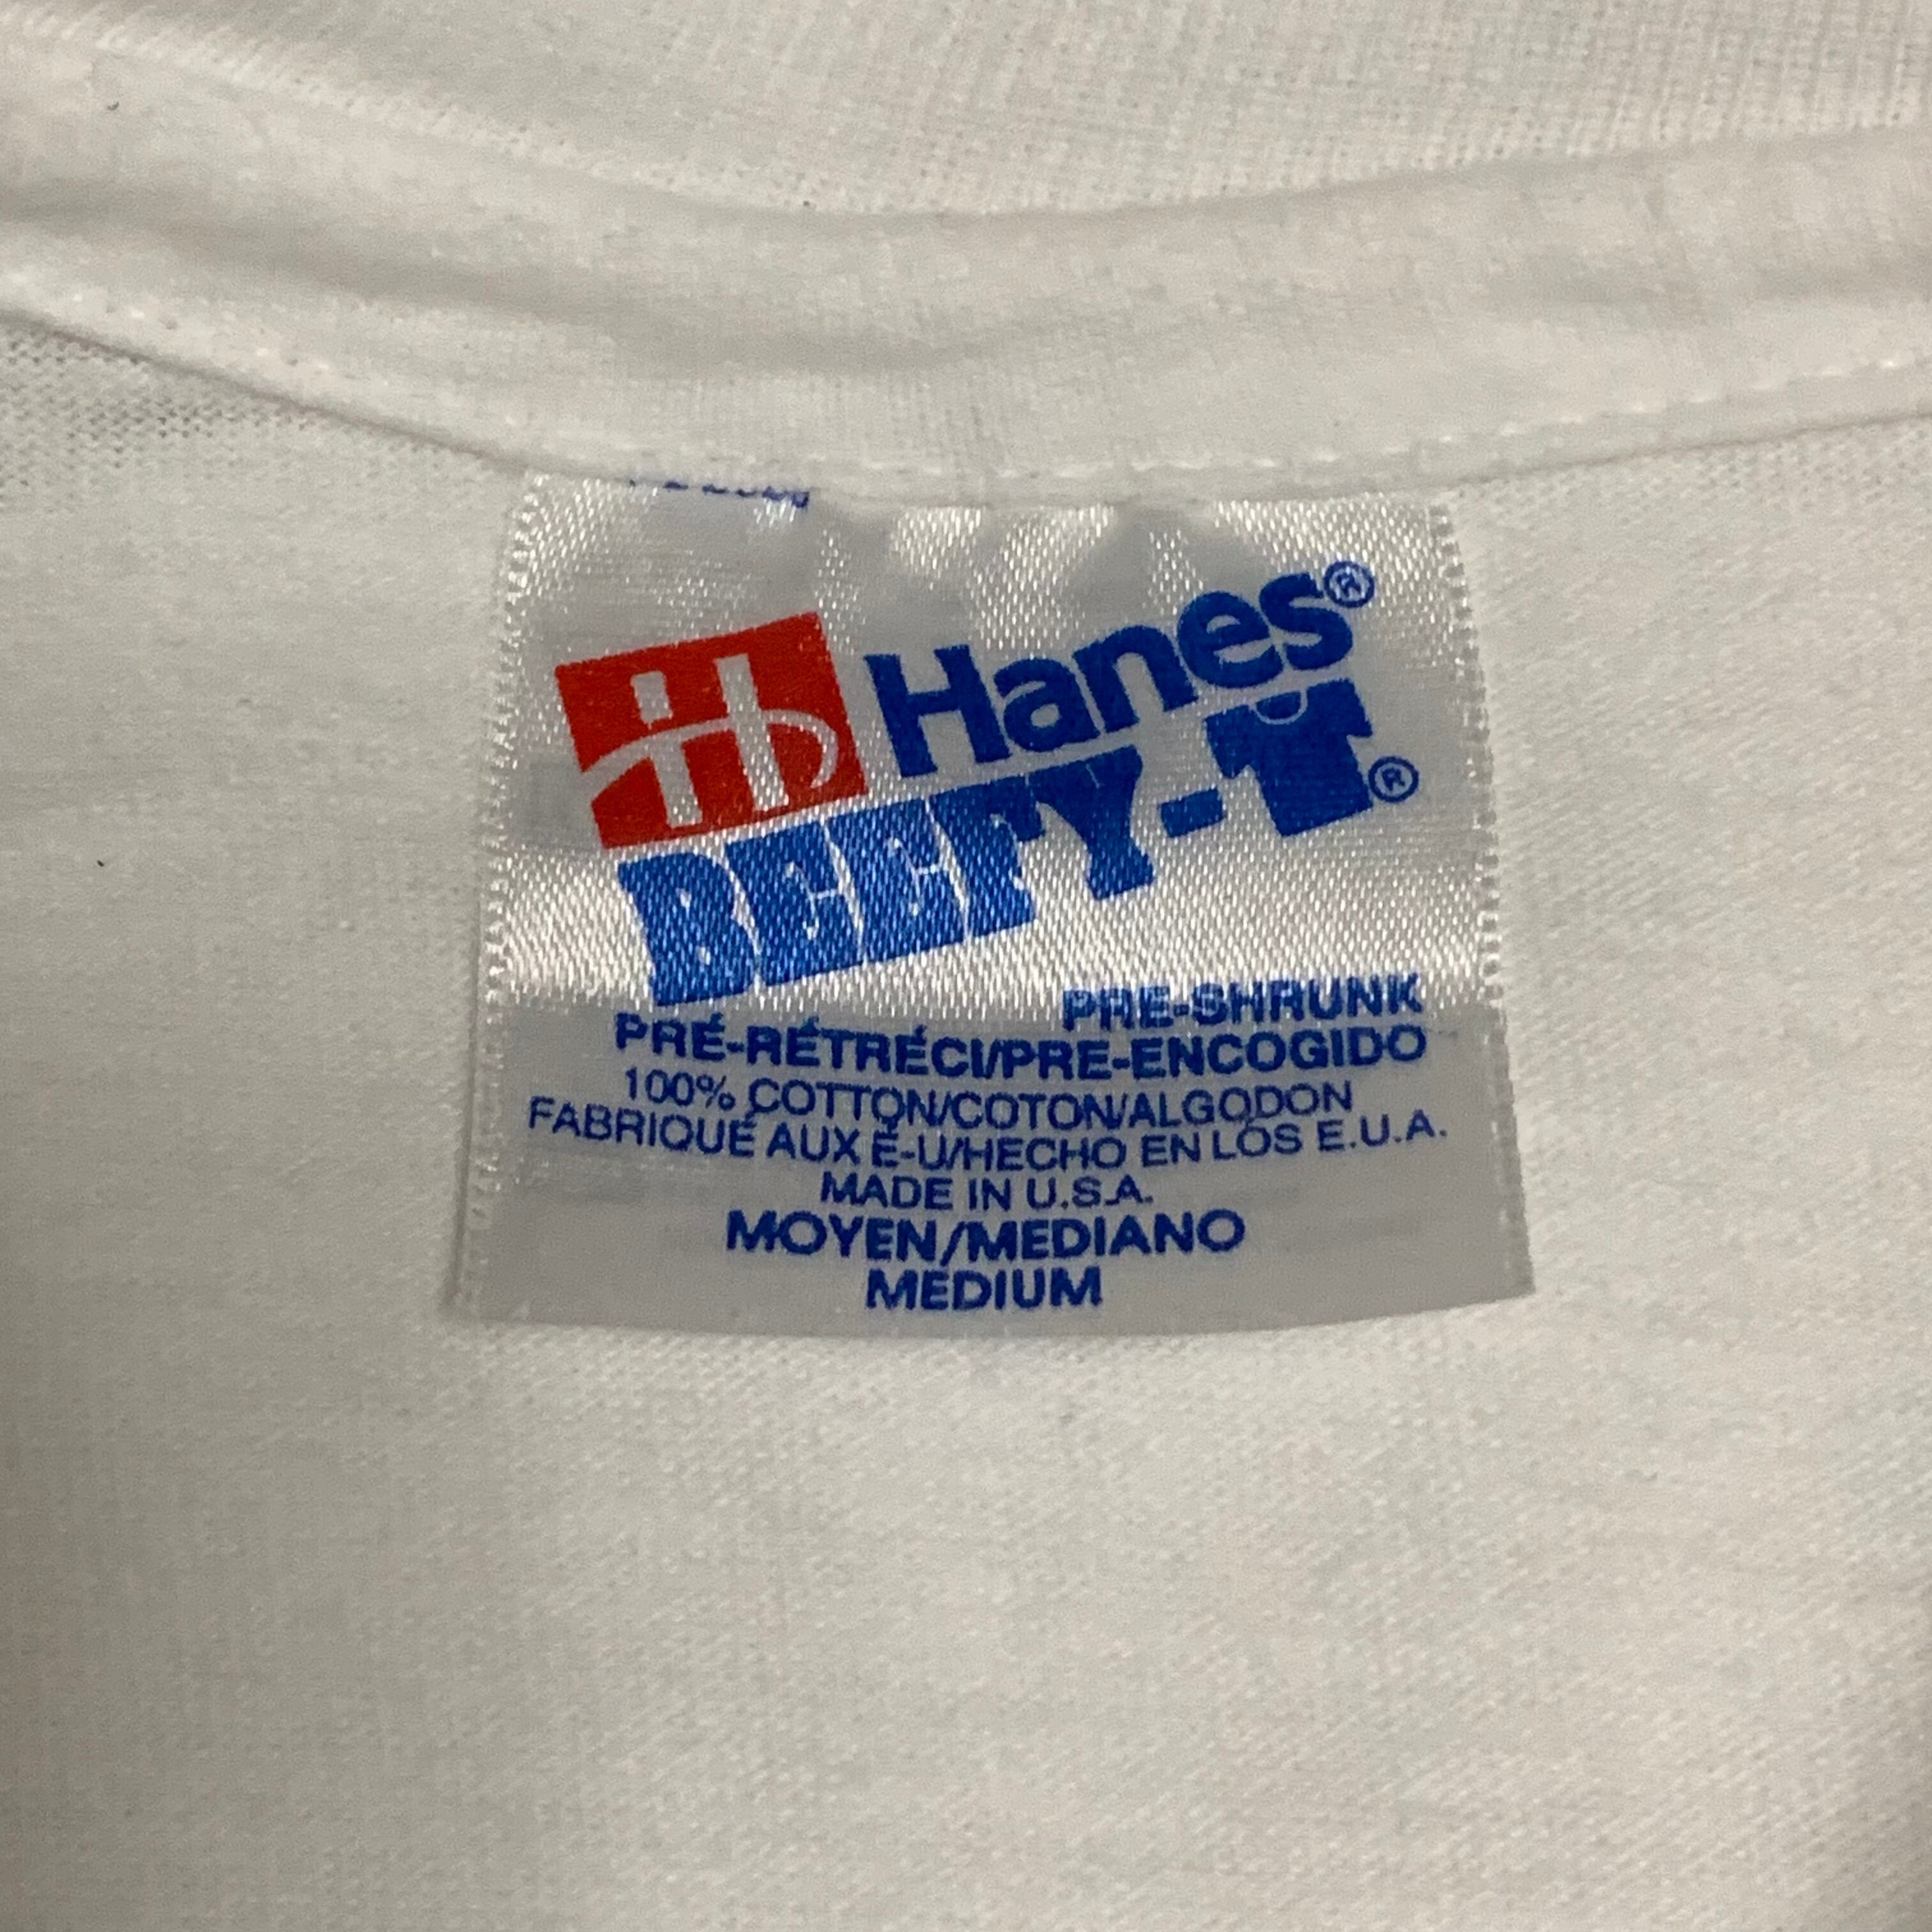 Hanes®
BEEFY-T®
PRE-SHRUNK
PRÉ-RÉTRÉCI/PRE-ENCOGIDO
100% COTTON/COTON/ALGODON
FABRIQUÉ AUX É-U/HECHO EN LOS E.U.A.
MADE IN U.S.A.
MOYEN/MEDIANO
MEDIUM